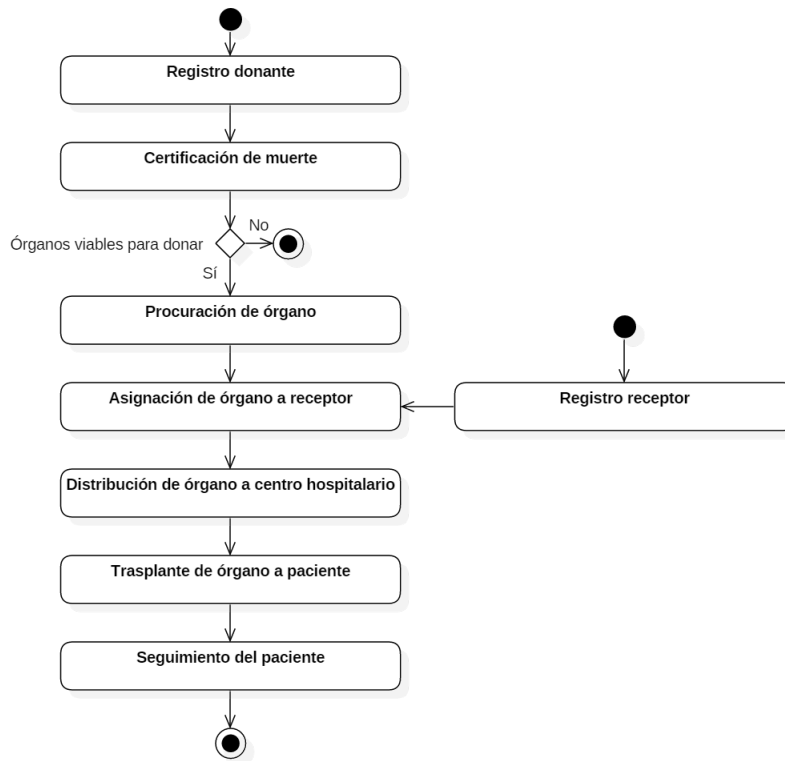 Registro donante
Certificación de muerte
No
Órganos viables para donar
Sí
Procuración de órgano
Asignación de órgano a receptor
Registro receptor
Distribución de órgano a centro hospitalario
Trasplante de órgano a paciente
Seguimiento del paciente